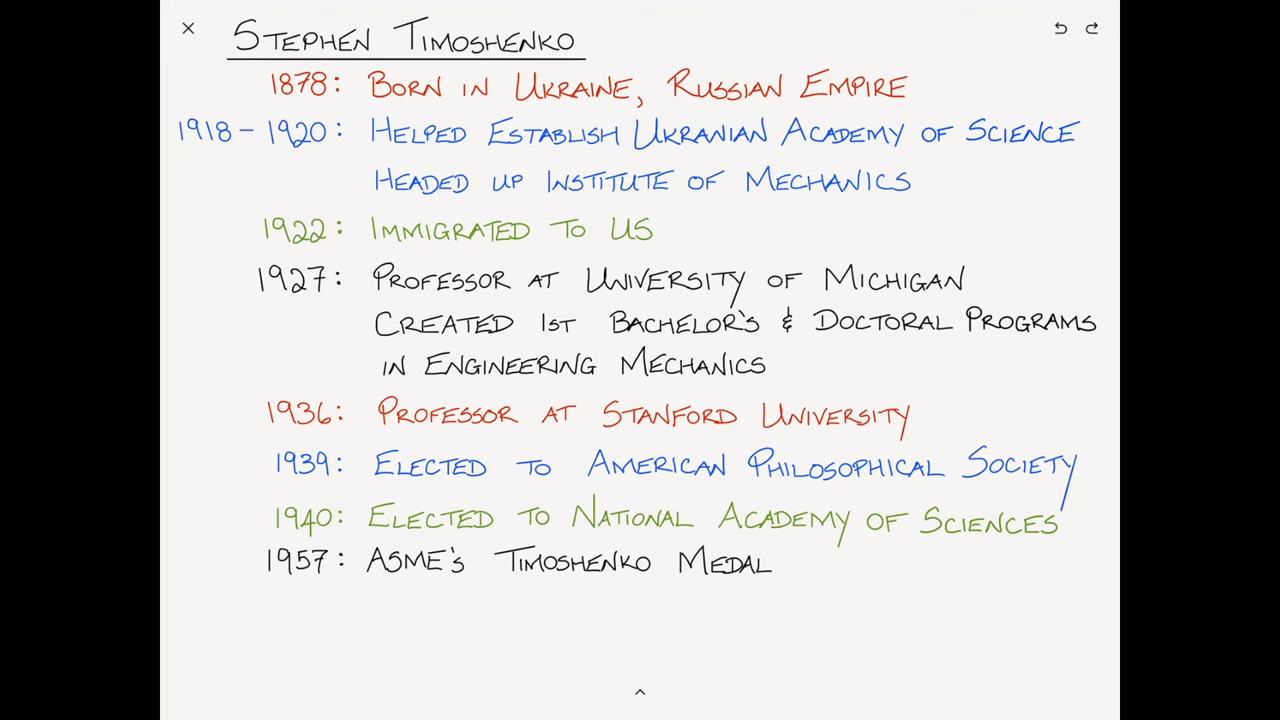 STEPHEN TIMOSHENKO
1878: BORN IN UKRAINE, RUSSIAN EMPIRE
1918-1920: HELPED ESTABLISH UKRANIAN ACADEMY OF SCIENCE
HEADED UP INSTITUTE OF MECHANICS
1922: IMMIGRATED TO US
1927: PROFESSOR AT UNIVERSITY OF MICHIGAN
CREATED 1ST BACHELOR'S & DOCTORAL PROGRAMS
IN ENGINEERING MECHANICS
1936: PROFESSOR AT STANFORD UNIVERSITY
1939: ELECTED TO AMERICAN PHILOSOPHICAL SOCIETY
1940: ELECTED TO NATIONAL ACADEMY OF SCIENCES
1957: ASME'S TIMOSHENKO MEDAL